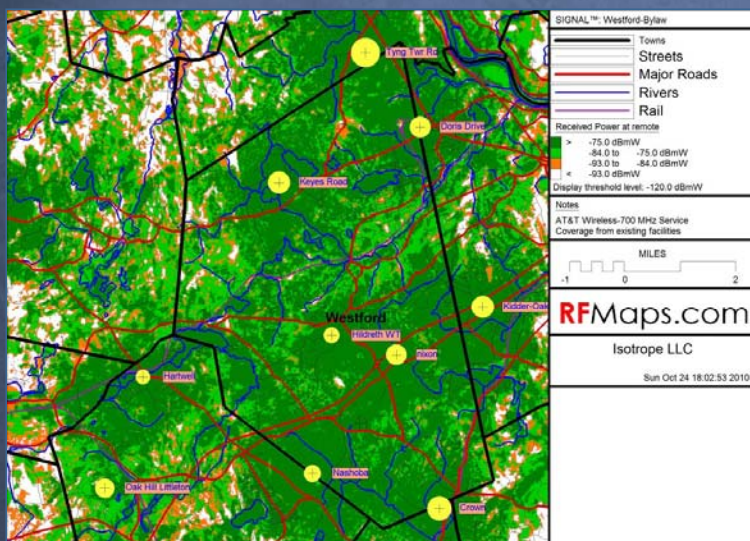 Tyng Twr Rd
Doris Drive
Keyes Road
Kidder-Oak
Westford
Hildreth WT
nixon
Hartwell
Nashoba
Oak Hill Littleton
Crown
SIGNAL™: Westford-Bylaw
Towns
Streets
Major Roads
Rivers
Rail
Received Power at remote
> -75.0 dBmW
-84.0 to -75.0 dBmW
-93.0 to -84.0 dBmW
< -93.0 dBmW
Display threshold level: -120.0 dBmW
Notes
AT&T Wireless-700 MHz Service
Coverage from existing facilities
MILES
-1 0 2
RFMaps.com
Isotrope LLC
Sun Oct 24 18:02:53 2010